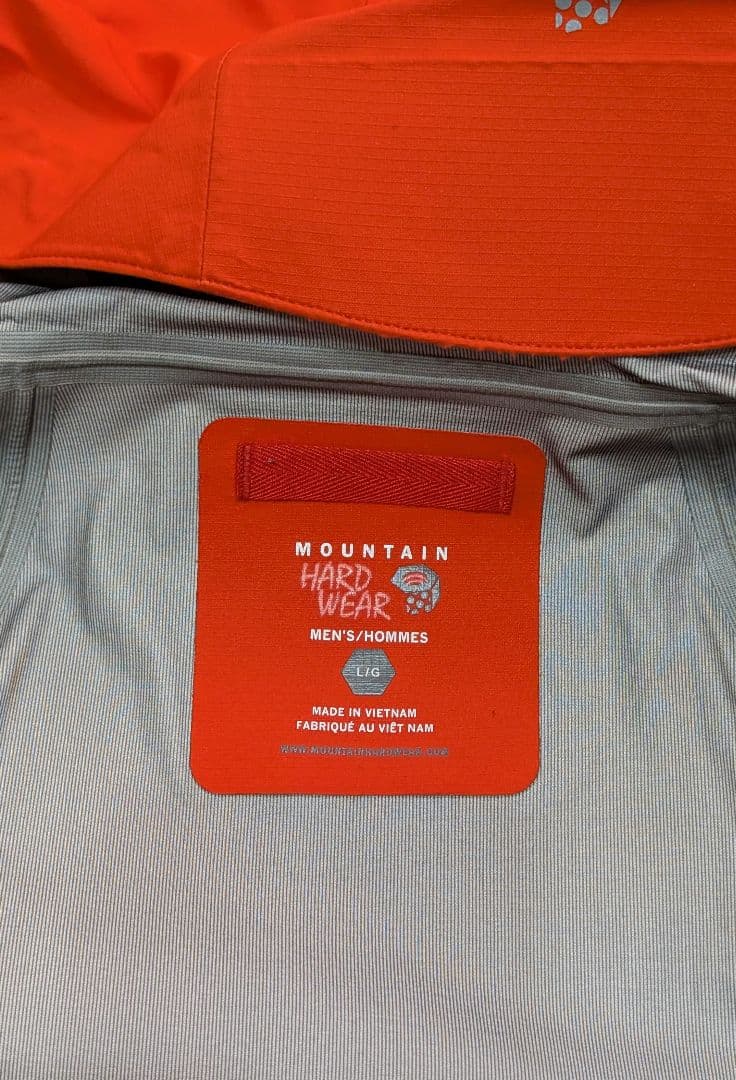 MOUNTAIN
HARD
WEAR
MEN'S/HOMMES
L/G
MADE IN VIETNAM
FABRIQUÉ AU VIÊT NAM
WWW.MOUNTAINHARDWEAR.COM